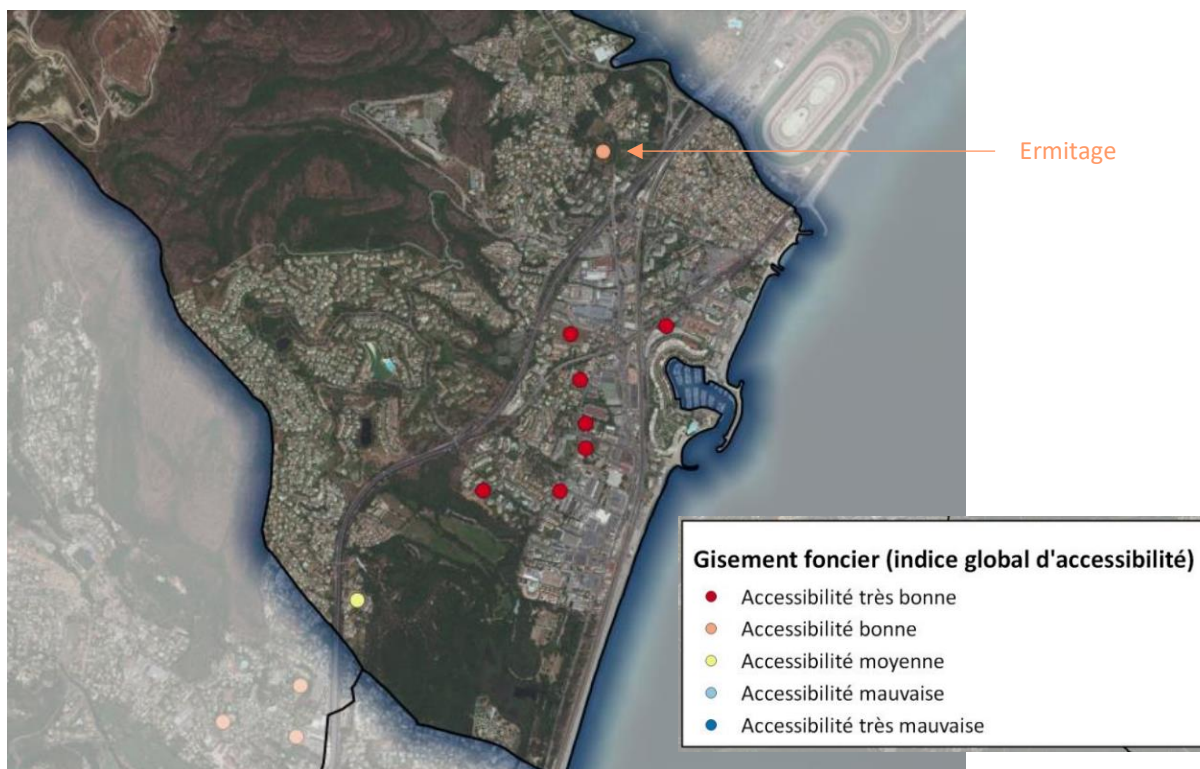 Ermitage
Gisement foncier (indice global d'accessibilité)
Accessibilité très bonne
Accessibilité bonne
Accessibilité moyenne
Accessibilité mauvaise
Accessibilité très mauvaise